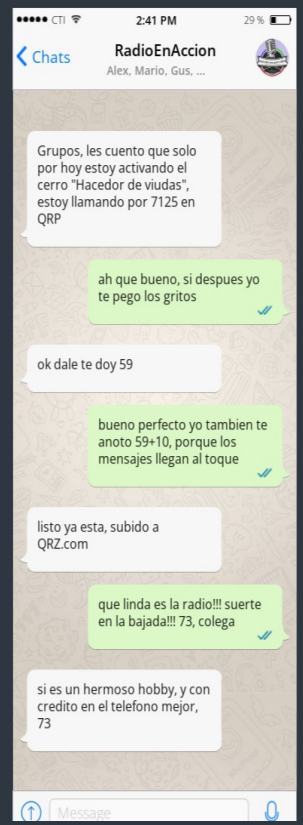 CTI 2:41 PM 29 %
Chats RadioEnAccion
Alex, Mario, Gus, ...
Grupos, les cuento que solo
por hoy estoy activando el
cerro "Hacedor de viudas",
estoy llamando por 7125 en
QRP
ah que bueno, si despues yo
te pego los gritos
ok dale te doy 59
bueno perfecto yo tambien te
anoto 59+10, porque los
mensajes llegan al toque
listo ya esta, subido a
QRZ.com
que linda es la radio!!! suerte
en la bajada!!! 73, colega
si es un hermoso hobby, y con
credito en el telefono mejor,
73
Message